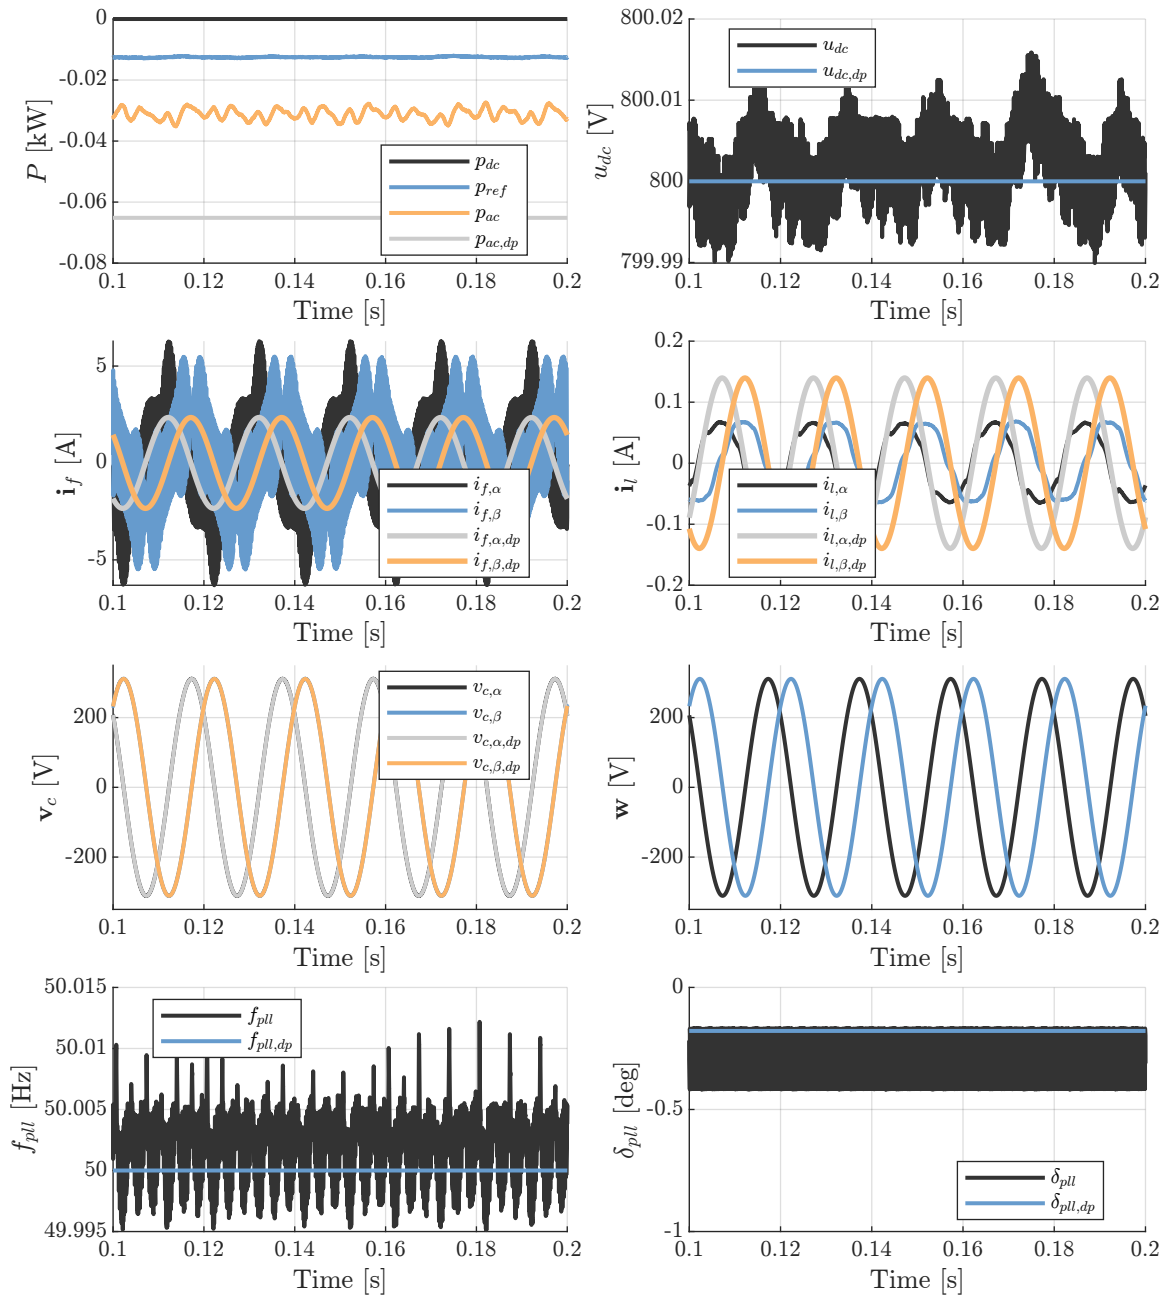 0
-0.02
-0.04
-0.06
-0.08
P [kW]
p_dc
p_ref
p_ac
p_ac,dp
0.1 0.12 0.14 0.16 0.18 0.2
Time [s]
800.02
800.01
800
799.99
u_dc [V]
u_dc
u_dc,dp
0.1 0.12 0.14 0.16 0.18 0.2
Time [s]
5
0
-5
i_f [A]
i_f,α
i_f,β
i_f,α,dp
i_f,β,dp
0.1 0.12 0.14 0.16 0.18 0.2
Time [s]
0.2
0.1
0
-0.1
-0.2
i_l [A]
i_l,α
i_l,β
i_l,α,dp
i_l,β,dp
0.1 0.12 0.14 0.16 0.18 0.2
Time [s]
200
0
-200
v_c [V]
v_c,α
v_c,β
v_c,α,dp
v_c,β,dp
0.1 0.12 0.14 0.16 0.18 0.2
Time [s]
200
0
-200
w [V]
0.1 0.12 0.14 0.16 0.18 0.2
Time [s]
50.015
50.01
50.005
50
49.995
f_pll [Hz]
f_pll
f_pll,dp
0.1 0.12 0.14 0.16 0.18 0.2
Time [s]
0
-0.5
-1
δ_pll [deg]
δ_pll
δ_pll,dp
0.1 0.12 0.14 0.16 0.18 0.2
Time [s]